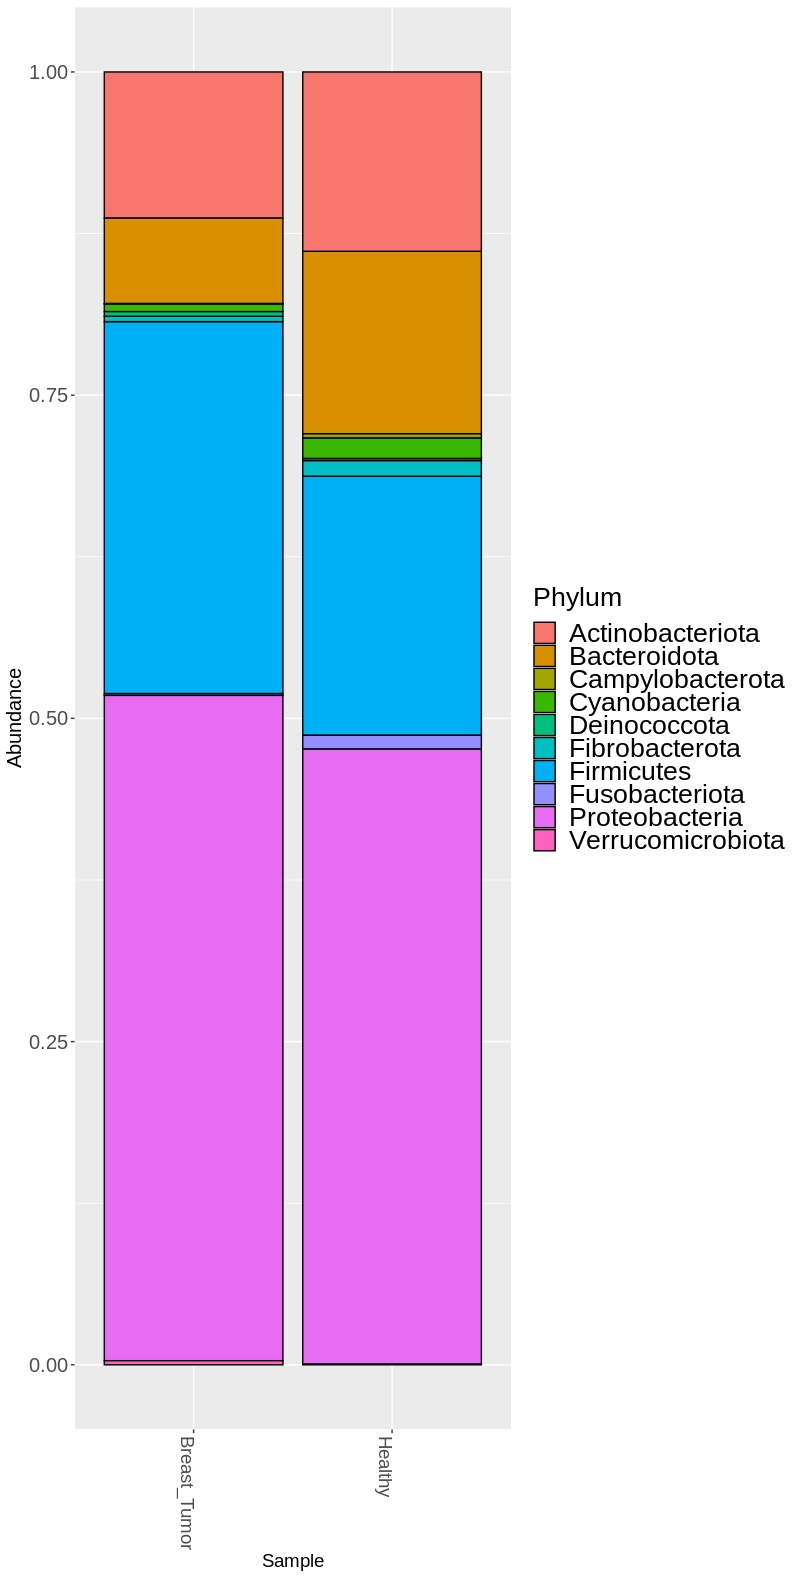 1.00
0.75
0.50
0.25
0.00
Abundance
Breast_Tumor
Healthy
Sample
Phylum
Actinobacteriota
Bacteroidota
Campylobacterota
Cyanobacteria
Deinococcota
Fibrobacterota
Firmicutes
Fusobacteriota
Proteobacteria
Verrucomicrobiota